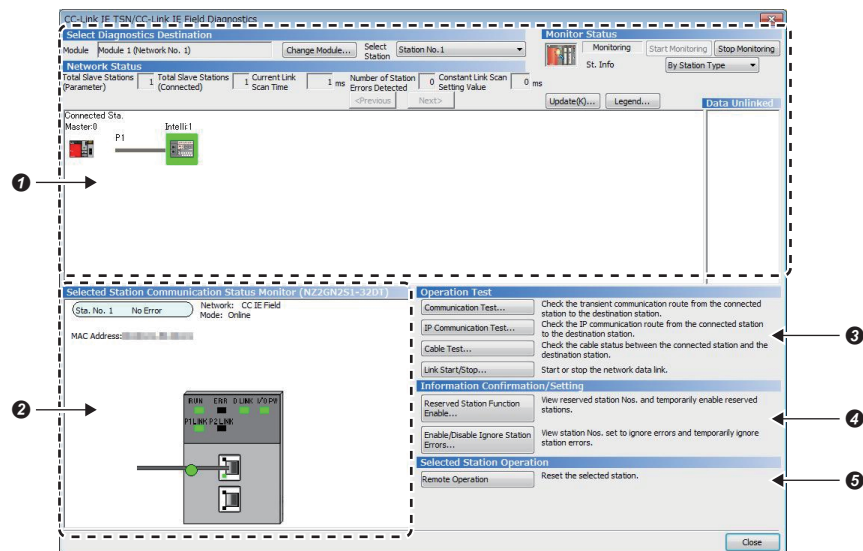 CC-Link IE TSN/CC-Link IE Field Diagnostics
Select Diagnostics Destination
Monitor Status
Module Module 1 (Network No. 1) Change Module... Select Station Station No.1
Monitoring Start Monitoring Stop Monitoring
St. Info By Station Type
Network Status
Total Slave Stations (Parameter) 1 Total Slave Stations (Connected) 1 Current Link Scan Time 1 ms Number of Station Errors Detected 0 Constant Link Scan Setting Value 0 ms
<Previous Next> Update(K)... Legend... Data Unlinked
Connected Sta.
Master:0 Intelli:1
P1
1
Selected Station Communication Status Monitor (NZ2GN2S1-32DT)
Sta. No. 1 No Error
Network: CC IE Field
Mode: Online
MAC Address:
RUN ERR D LINK I/O PW
P1 LINK P2 LINK
2
Operation Test
Communication Test... Check the transient communication route from the connected
station to the destination station.
IP Communication Test... Check the IP communication route from the connected station
to the destination station.
Cable Test... Check the cable status between the connected station and the
destination station.
Link Start/Stop... Start or stop the network data link.
3
Information Confirmation/Setting
Reserved Station Function Enable... View reserved station Nos. and temporarily enable reserved
stations.
Enable/Disable Ignore Station Errors... View station Nos. set to ignore errors and temporarily ignore
station errors.
4
Selected Station Operation
Remote Operation Reset the selected station.
5
Close